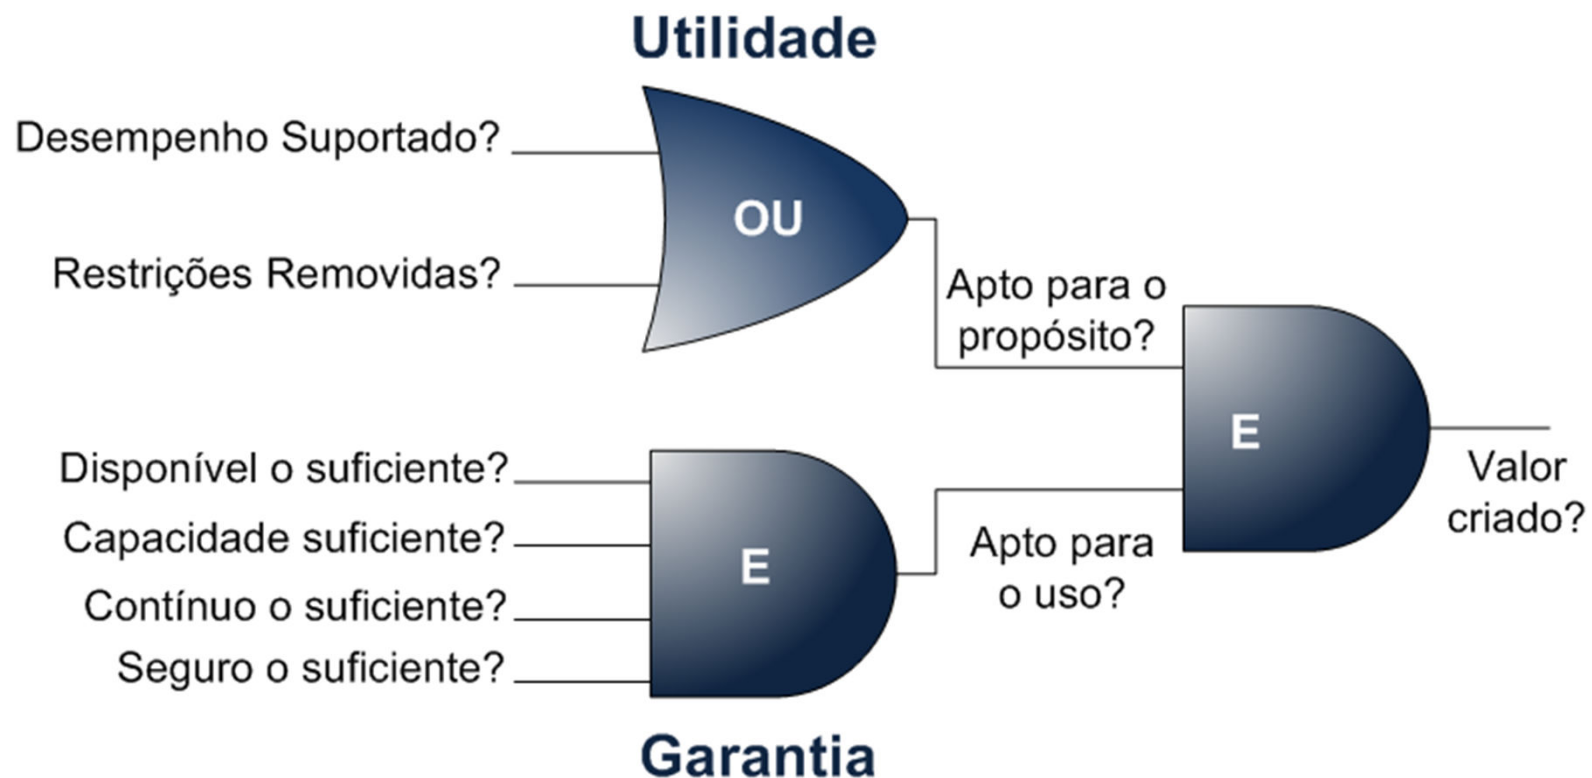 Utilidade
Desempenho Suportado?
OU
Restrições Removidas?
Apto para o
propósito?
E
Valor
criado?
Disponível o suficiente?
Capacidade suficiente?
Contínuo o suficiente?
Seguro o suficiente?
E
Apto para
o uso?
Garantia